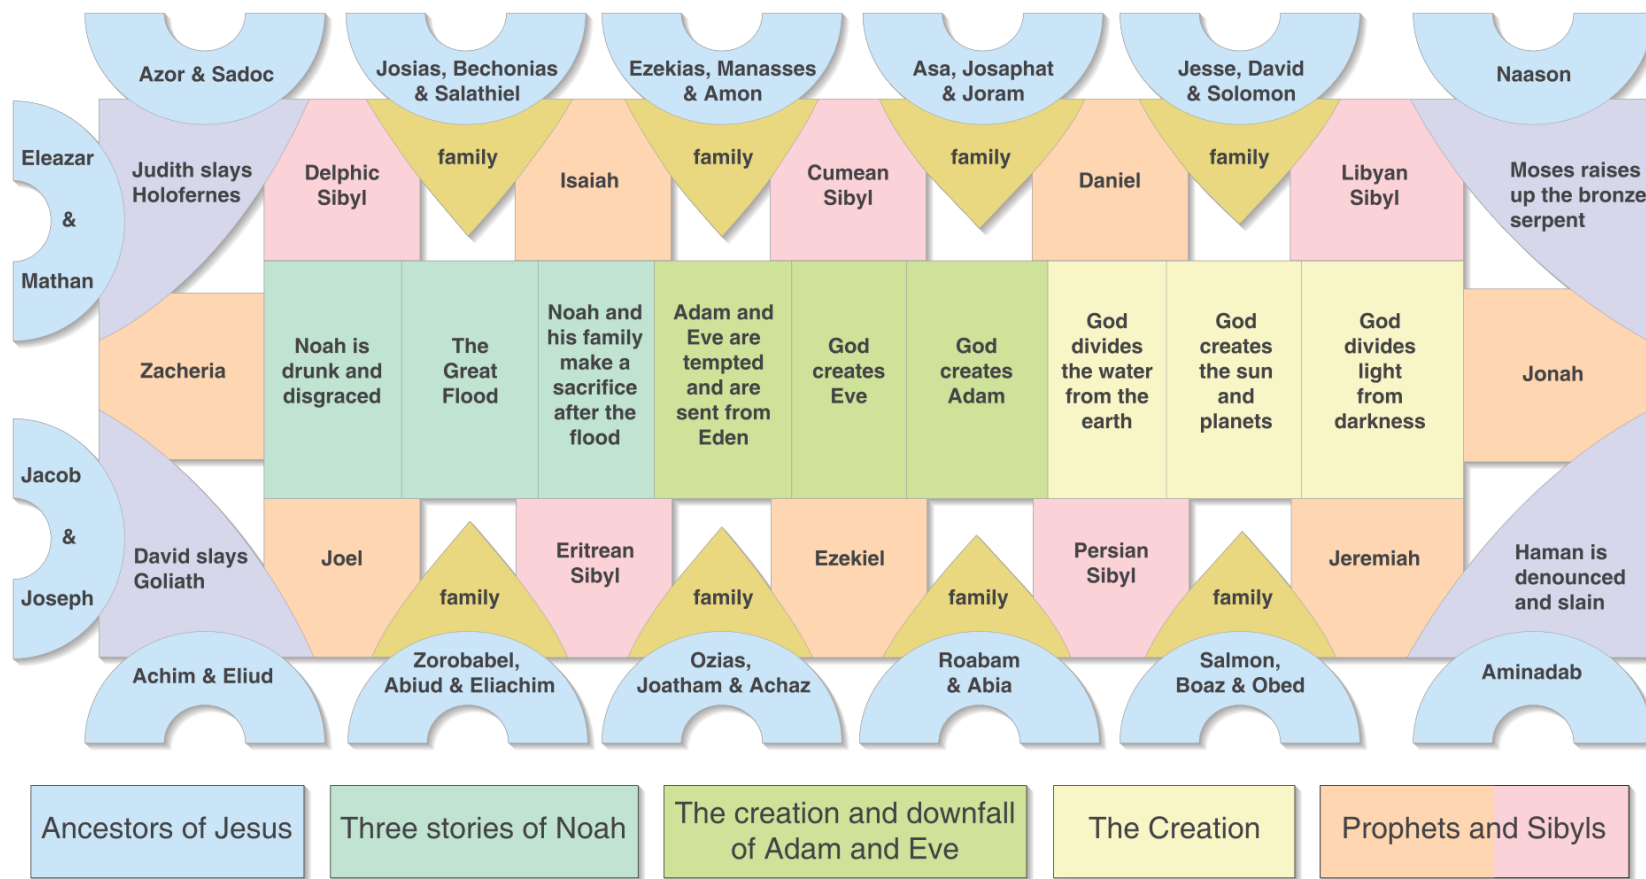 Azor & Sadoc
Josias, Bechonias
& Salathiel
Ezekias, Manasses
& Amon
Asa, Josaphat
& Joram
Jesse, David
& Solomon
Naason
Eleazar
&
Mathan
Judith slays
Holofernes
Delphic
Sibyl
family
Isaiah
family
Cumean
Sibyl
family
Daniel
family
Libyan
Sibyl
Moses raises
up the bronze
serpent
Zacheria
Noah is
drunk and
disgraced
The
Great
Flood
Noah and
his family
make a
sacrifice
after the
flood
Adam and
Eve are
tempted
and are
sent from
Eden
God
creates
Eve
God
creates
Adam
God
divides
the water
from the
earth
God
creates
the sun
and
planets
God
divides
light
from
darkness
Jonah
Jacob
&
Joseph
David slays
Goliath
Joel
family
Eritrean
Sibyl
family
Ezekiel
family
Persian
Sibyl
family
Jeremiah
Haman is
denounced
and slain
Achim & Eliud
Zorobabel,
Abiud & Eliachim
Ozias,
Joatham & Achaz
Roabam
& Abia
Salmon,
Boaz & Obed
Aminadab
Ancestors of Jesus
Three stories of Noah
The creation and downfall
of Adam and Eve
The Creation
Prophets and Sibyls